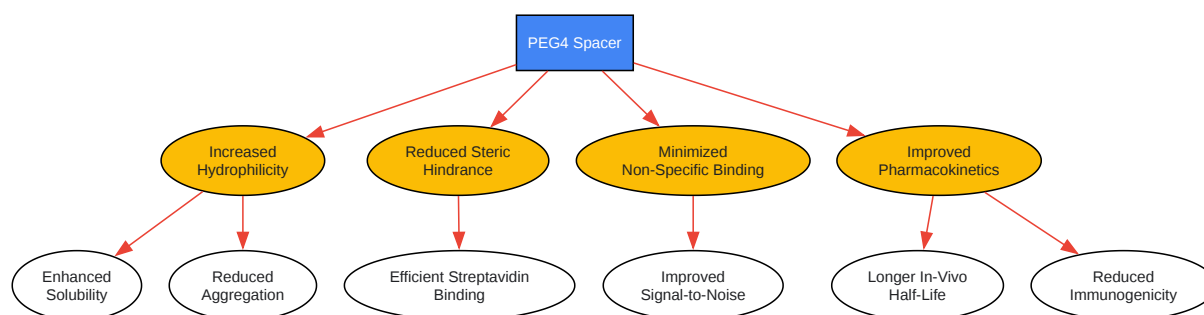 PEG4 Spacer
Increased
Hydrophilicity
Reduced Steric
Hindrance
Minimized
Non-Specific Binding
Improved
Pharmacokinetics
Enhanced
Solubility
Reduced
Aggregation
Efficient Streptavidin
Binding
Improved
Signal-to-Noise
Longer In-Vivo
Half-Life
Reduced
Immunogenicity